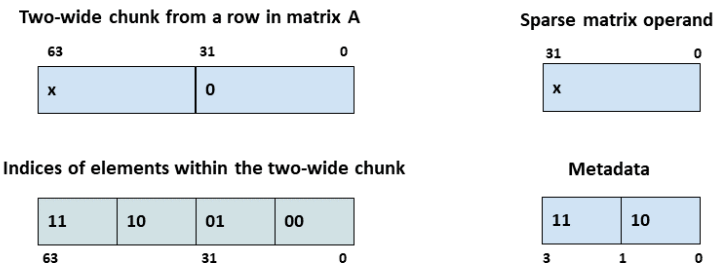 Two-wide chunk from a row in matrix A
63 31 0
x 0
Sparse matrix operand
31 0
x
Indices of elements within the two-wide chunk
11 10 01 00
63 31 0
Metadata
11 10
3 1 0